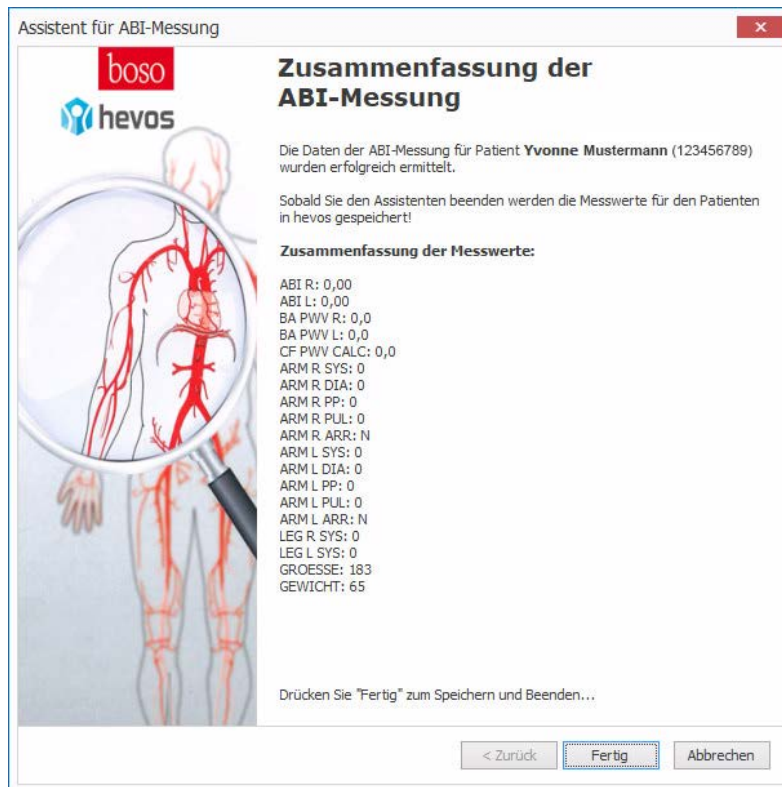 Assistent für ABI-Messung
boso
hevos
Zusammenfassung der
ABI-Messung
Die Daten der ABI-Messung für Patient Yvonne Mustermann (123456789)
wurden erfolgreich ermittelt.
Sobald Sie den Assistenten beenden werden die Messwerte für den Patienten
in hevos gespeichert!
Zusammenfassung der Messwerte:
ABI R: 0,00
ABI L: 0,00
BA PWV R: 0,0
BA PWV L: 0,0
CF PWV CALC: 0,0
ARM R SYS: 0
ARM R DIA: 0
ARM R PP: 0
ARM R PUL: 0
ARM R ARR: N
ARM L SYS: 0
ARM L DIA: 0
ARM L PP: 0
ARM L PUL: 0
ARM L ARR: N
LEG R SYS: 0
LEG L SYS: 0
GROESSE: 183
GEWICHT: 65
Drücken Sie "Fertig" zum Speichern und Beenden...
< Zurück Fertig Abbrechen